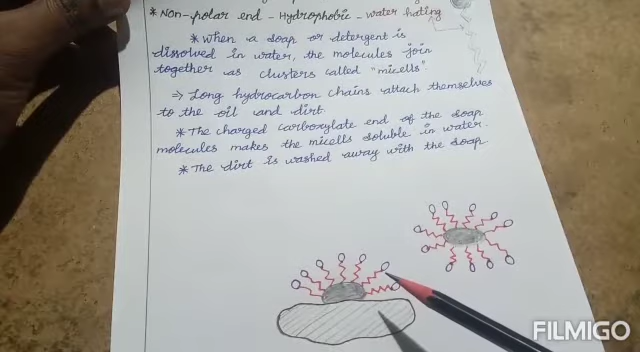 * Non-polar end - Hydrophobic - water hating
* When a soap or detergent is
dissolved in water, the molecules join
together as clusters called "micells".
⇒ Long hydrocarbon chains attach themselves
to the oil and dirt.
* The charged carboxylate end of the soap
molecules makes the micells soluble in water.
* The dirt is washed away with the soap.
FILMIGO